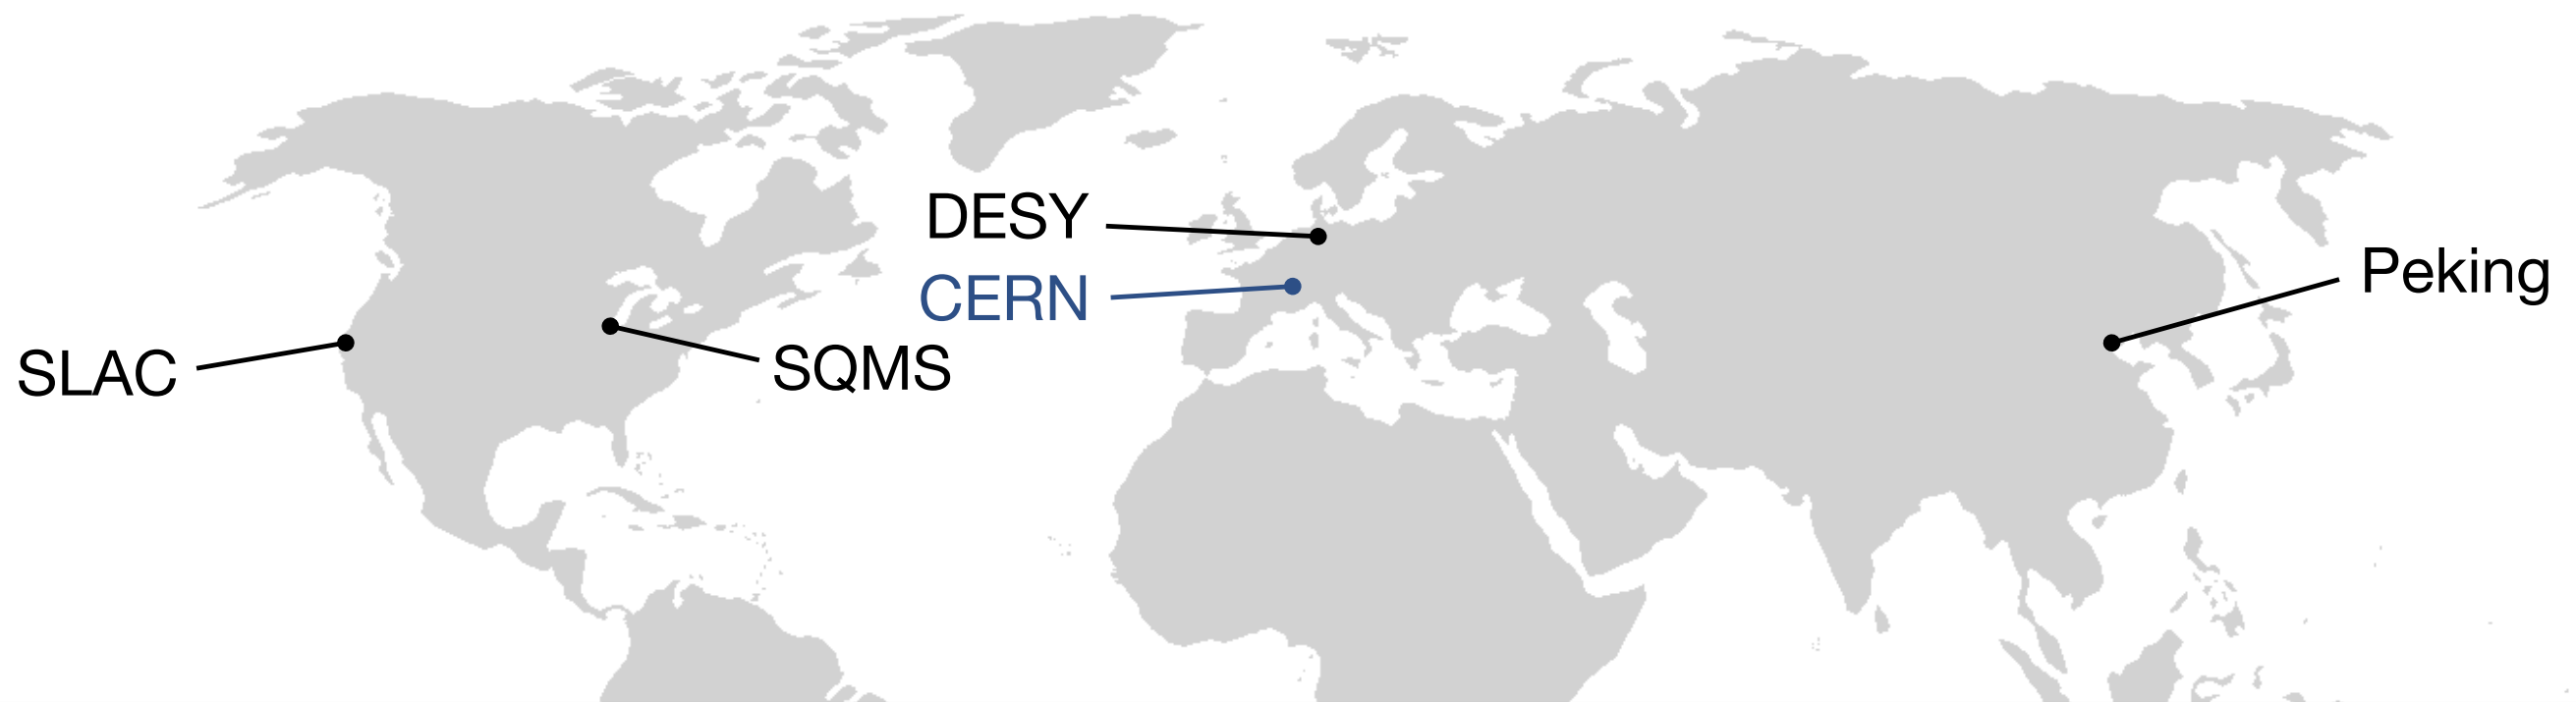 DESY
CERN
Peking
SLAC
SQMS